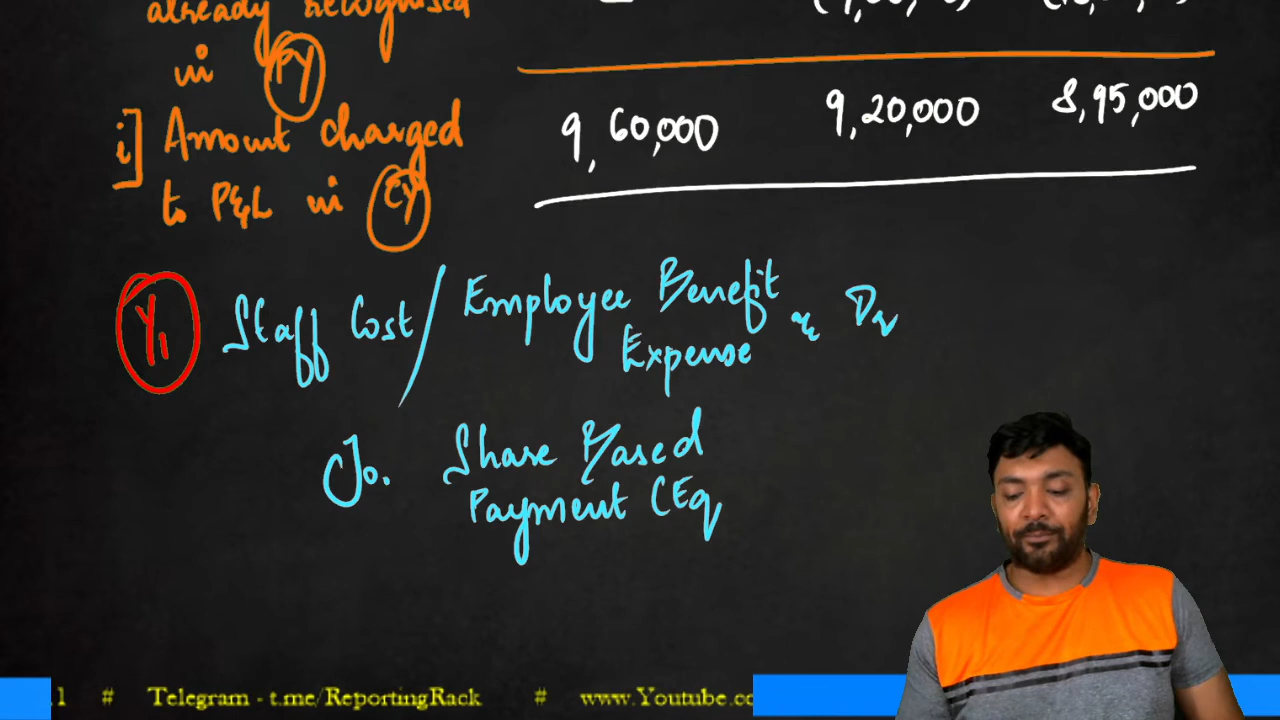 already recognised
in PY
i] Amount charged
to P&L in CY
9,60,000 9,20,000 8,95,000
Y1 Staff Cost / Employee Benefit
Expense Dr
To. Share Based
Payment (Eq
# Telegram - t.me/ReportingRack # www.Youtube.co